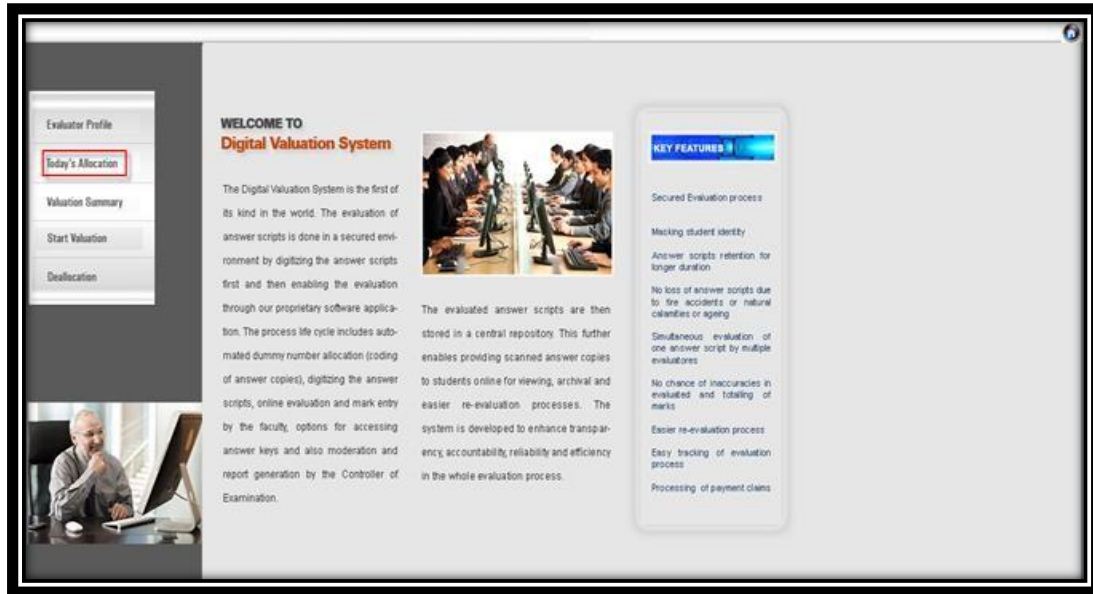 Evaluator Profile
Today's Allocation
Valuation Summary
Start Valuation
Deallocation
WELCOME TO
Digital Valuation System
The Digital Valuation System is the first of
its kind in the world. The evaluation of
answer scripts is done in a secured envi-
ronment by digitizing the answer scripts
first and then enabling the evaluation
through our proprietary software applica-
tion. The process life cycle includes auto-
mated dummy number allocation (coding
of answer copies), digitizing the answer
scripts, online evaluation and mark entry
by the faculty, options for accessing
answer keys and also moderation and
report generation by the Controller of
Examination.
The evaluated answer scripts are then
stored in a central repository. This further
enables providing scanned answer copies
to students online for viewing, archival and
easier re-evaluation processes. The
system is developed to enhance transpar-
ency, accountability, reliability and efficiency
in the whole evaluation process.
KEY FEATURES
Secured Evaluation process
Macking student identity
Answer scripts retention for
longer duration
No loss of answer scripts due
to fire accidents or natural
calamities or ageing
Simultaneous evaluation of
one answer script by multiple
evaluatores
No chance of inaccuracies in
evaluated and totalling of
marks
Easier re-evaluation process
Easy tracking of evaluation
process
Processing of payment claims